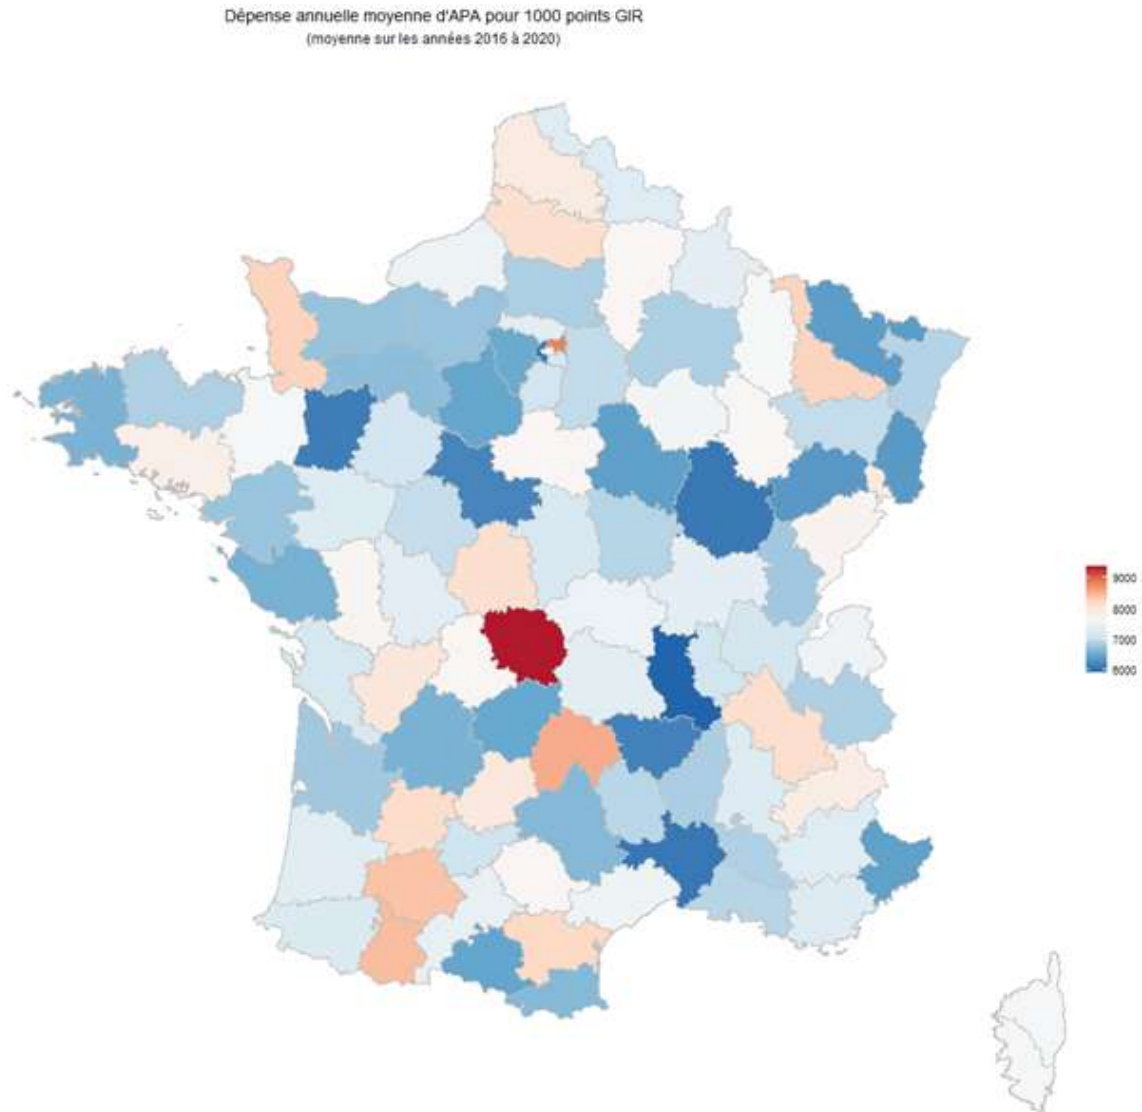 Dépense annuelle moyenne d'APA pour 1000 points GIR
(moyenne sur les années 2016 à 2020)
9000
8000
7000
6000